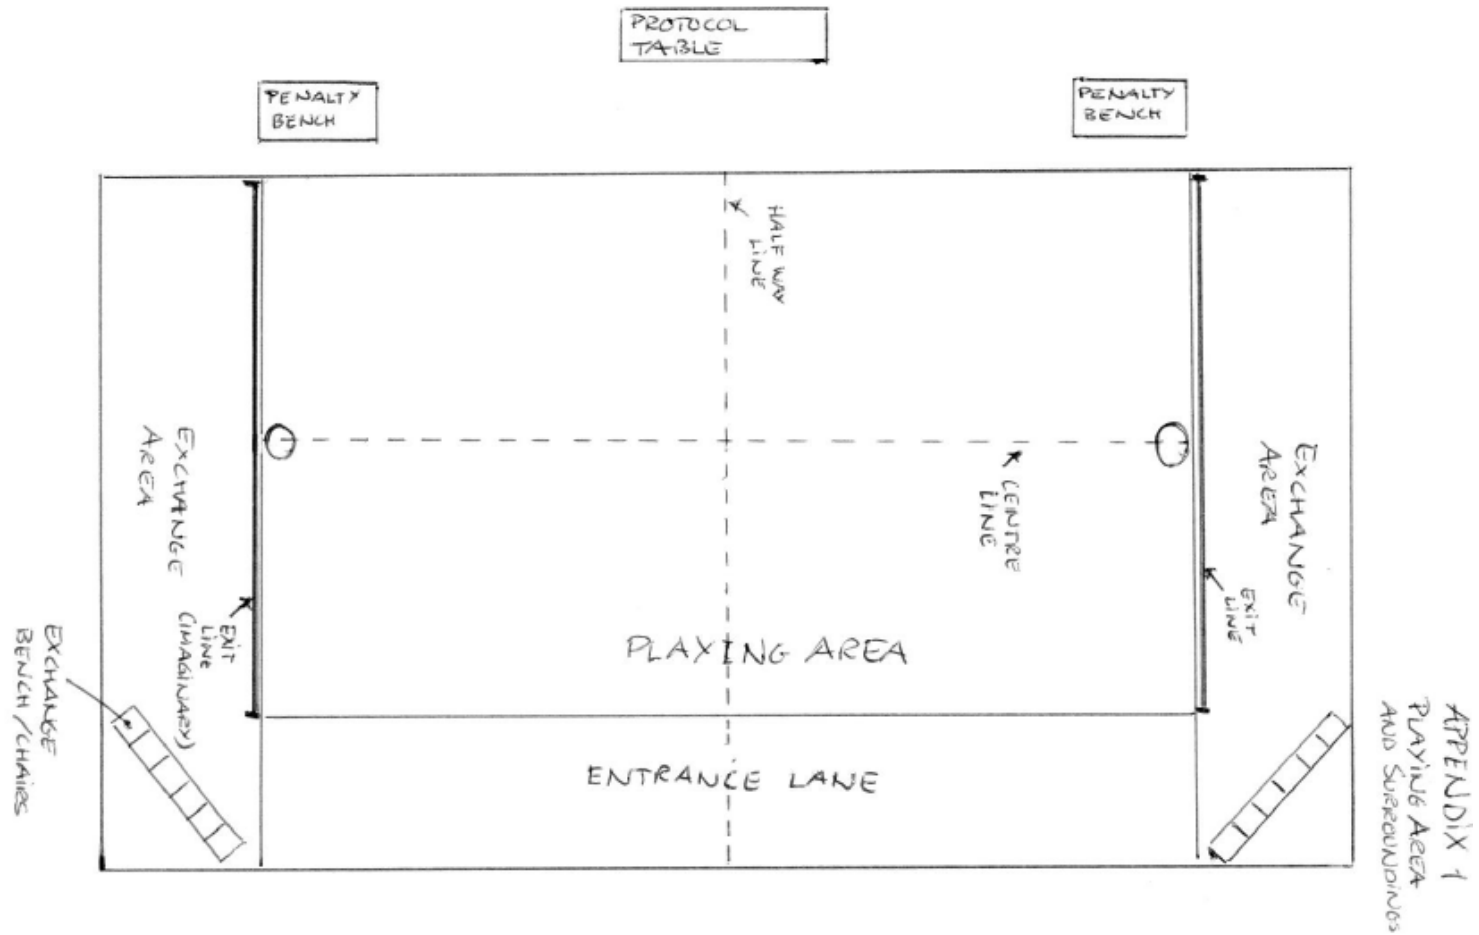 PROTOCOL
TABLE
PENALTY
BENCH
PENALTY
BENCH
HALF WAY
LINE
EXCHANGE
AREA
CENTRE
LINE
EXCHANGE
AREA
EXIT
LINE
(IMAGINARY)
EXIT
LINE
PLAYING AREA
EXCHANGE
BENCH/CHAIRS
ENTRANCE LANE
APPENDIX 1
PLAYING AREA
AND SURROUNDINGS